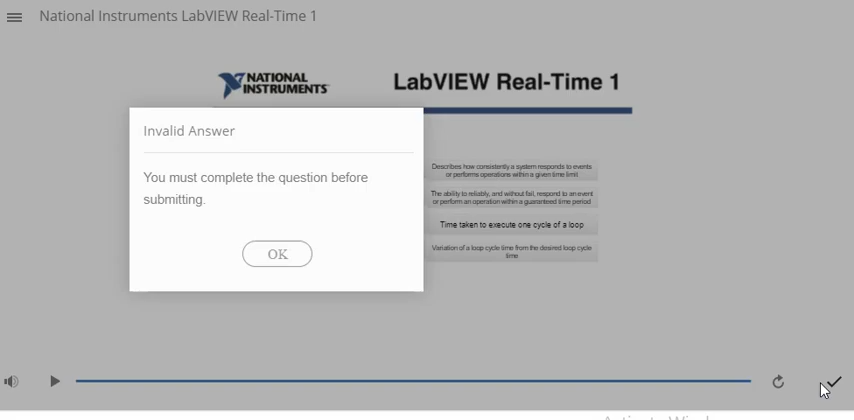 National Instruments LabVIEW Real-Time 1
NATIONAL
INSTRUMENTS
LabVIEW Real-Time 1
Invalid Answer
You must complete the question before
submitting.
OK
Describes how consistently a system responds to events
or performs operations within a given time limit
The ability to reliably, and without fail, respond to an event
or perform an operation within a guaranteed time period
Time taken to execute one cycle of a loop
Variation of a loop cycle time from the desired loop cycle
time